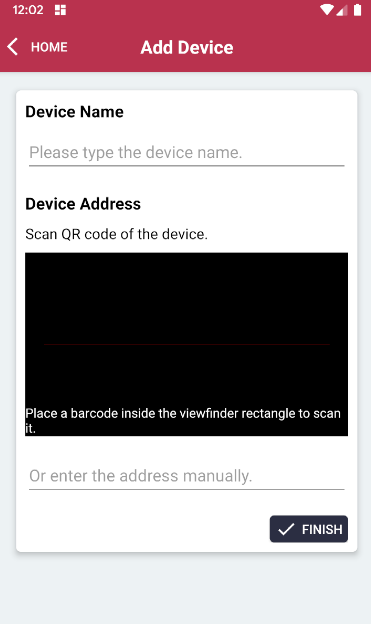 12:02
HOME
Add Device
Device Name
Please type the device name.
Device Address
Scan QR code of the device.
Place a barcode inside the viewfinder rectangle to scan
it.
Or enter the address manually.
FINISH